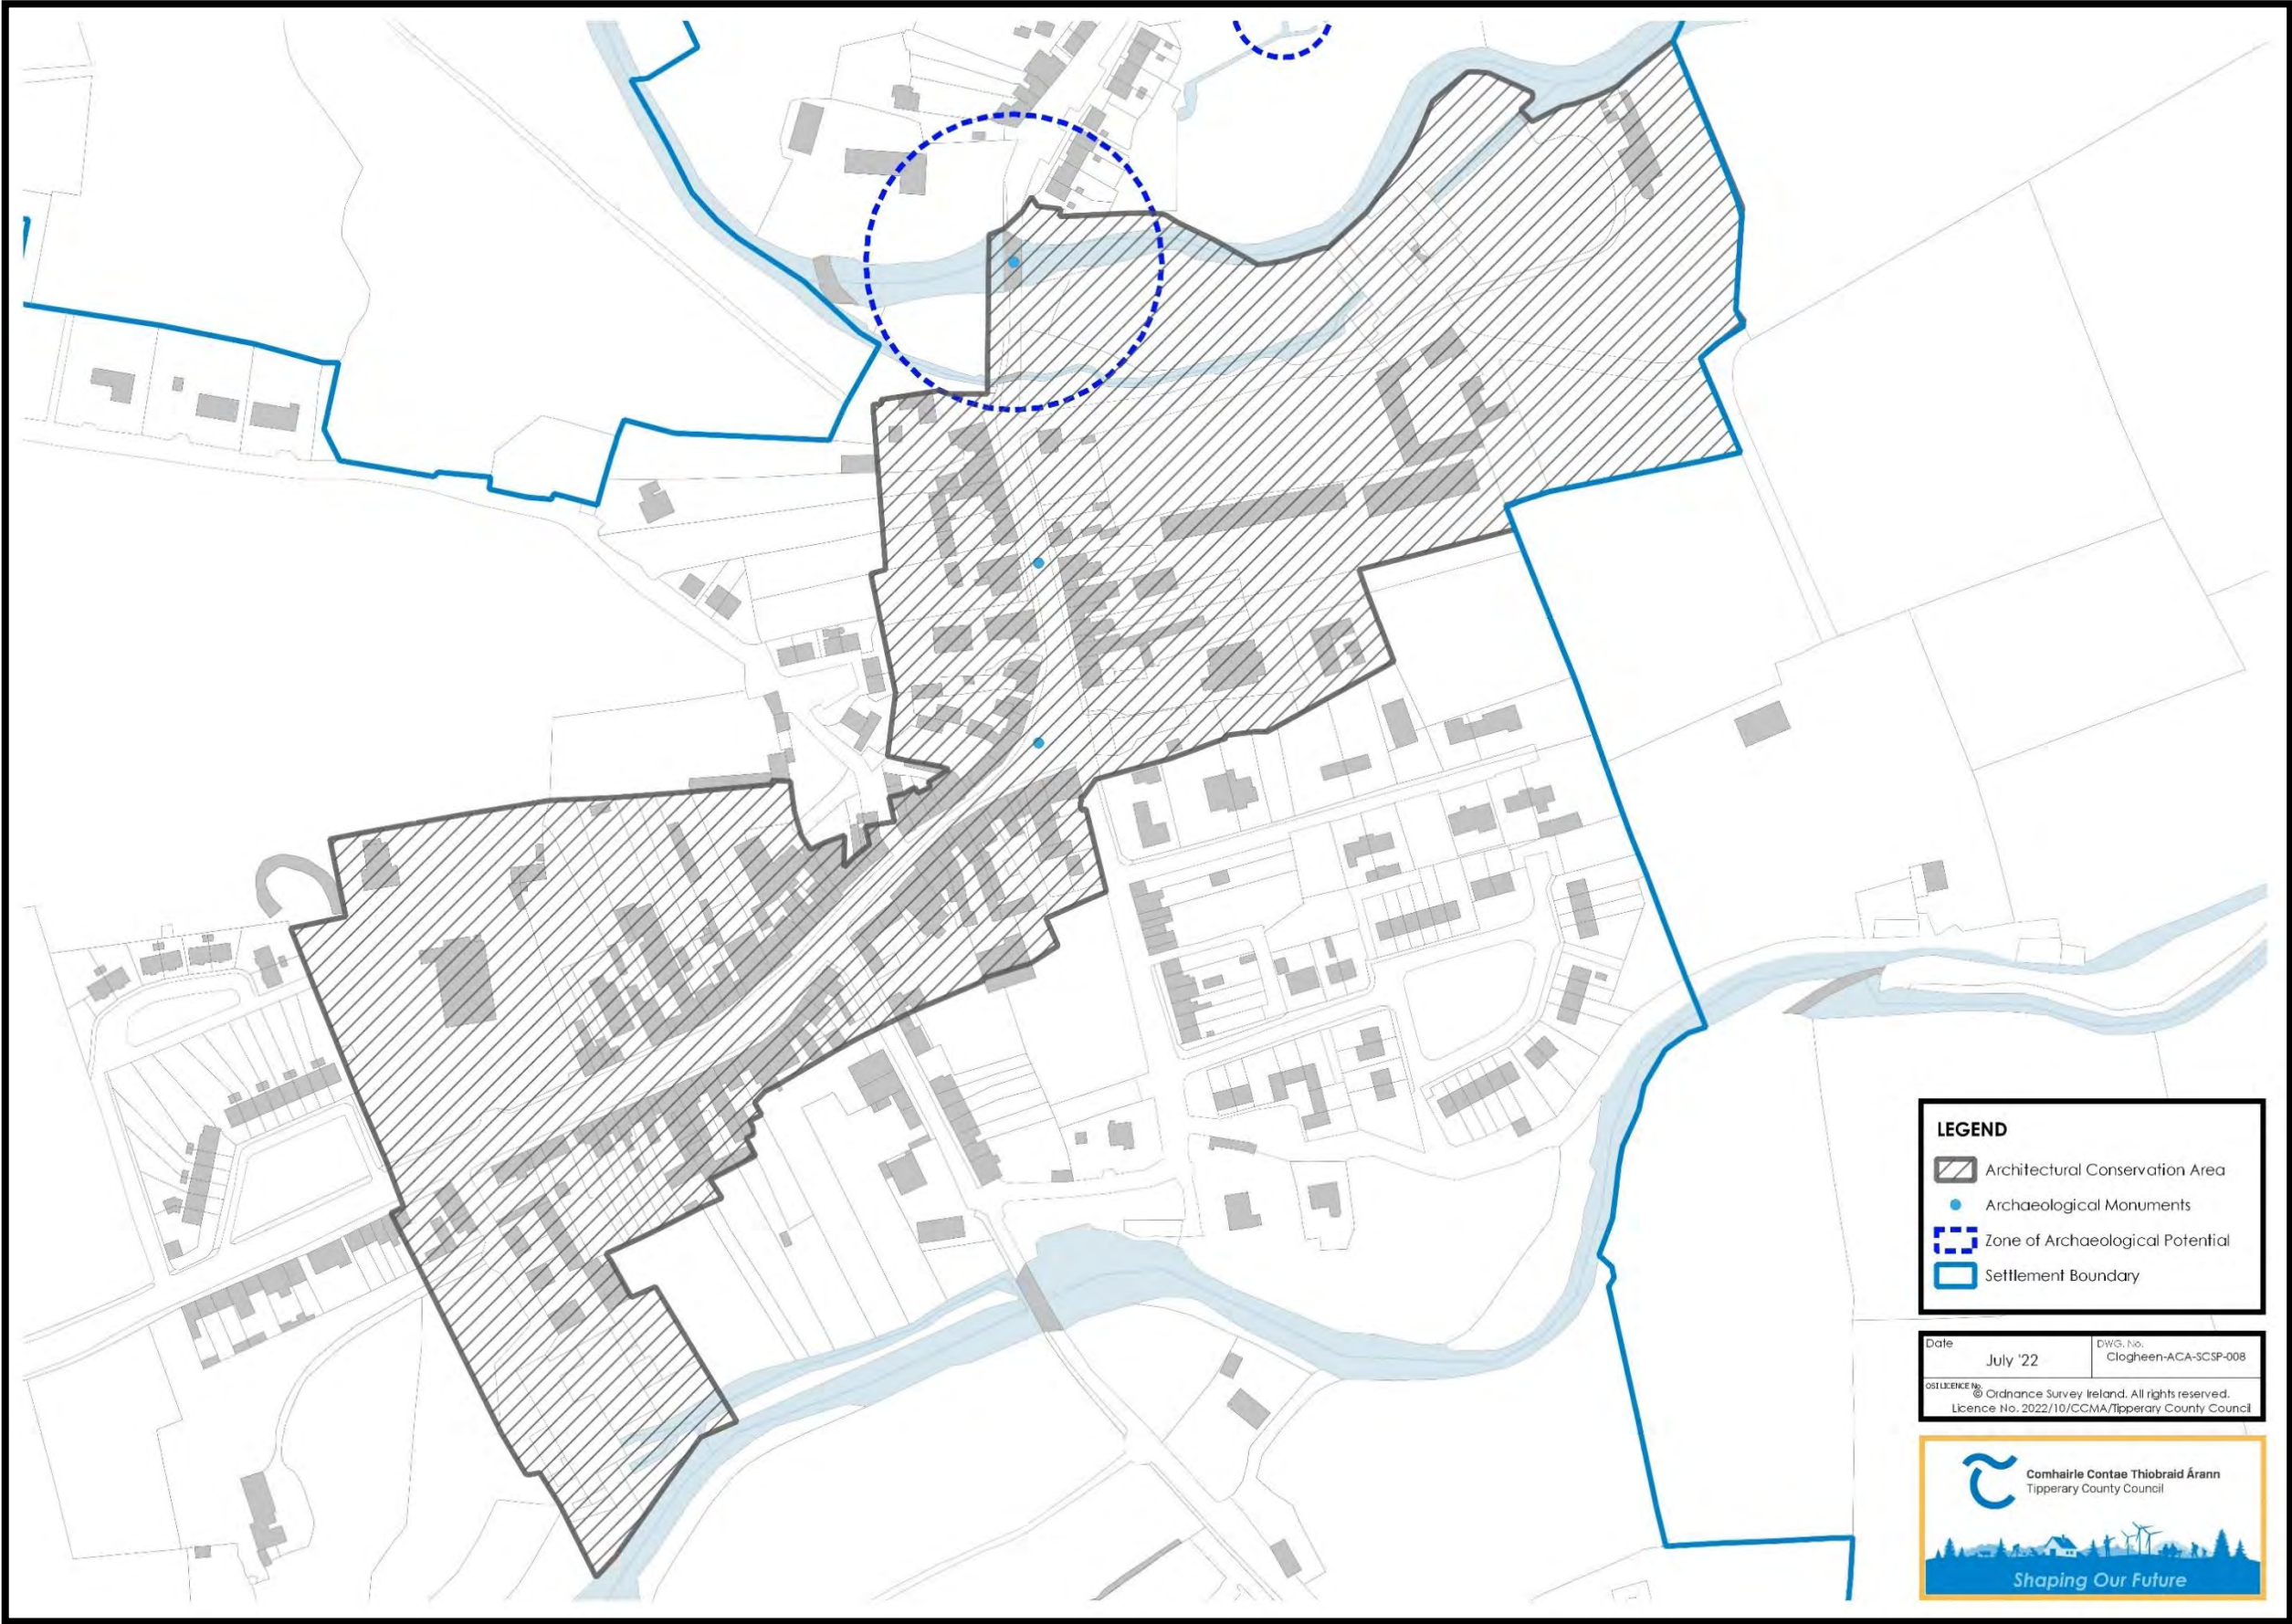 LEGEND
Architectural Conservation Area
Archaeological Monuments
Zone of Archaeological Potential
Settlement Boundary
Date
July '22
DWG. No.
Clogheen-ACA-SCSP-008
OSI LICENCE No.
© Ordnance Survey Ireland. All rights reserved.
Licence No. 2022/10/CCMA/Tipperary County Council
Comhairle Contae Thiobraid Árann
Tipperary County Council
Shaping Our Future